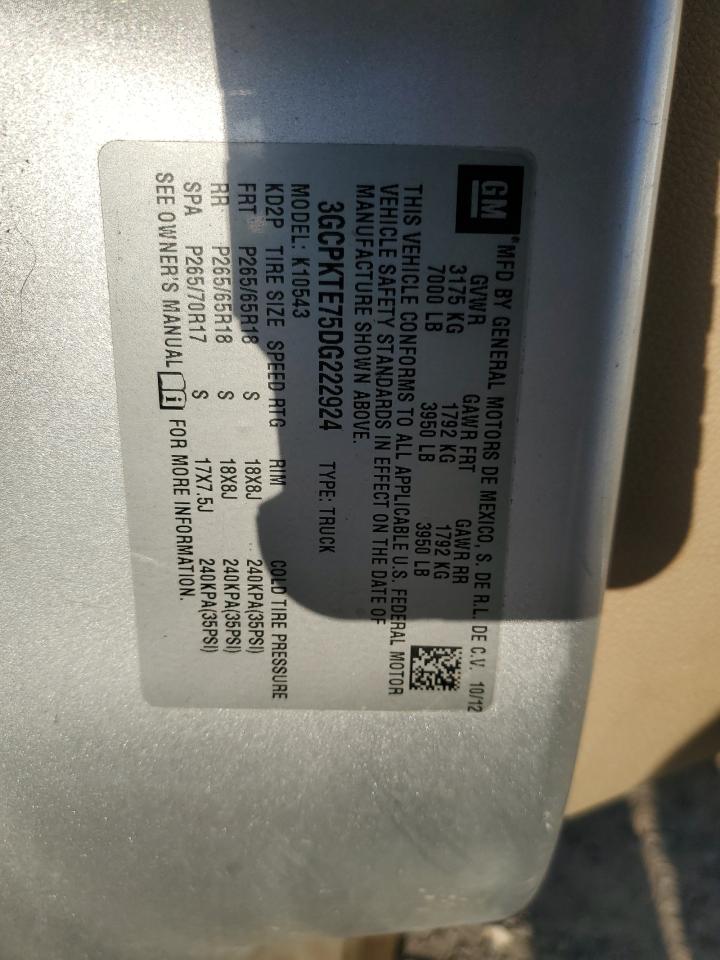 GM
® MFD BY GENERAL MOTORS DE MEXICO, S. DE R.L. DE C.V. 10/12
GVWR GAWR FRT GAWR RR
3175 KG 1792 KG 1792 KG
7000 LB 3950 LB 3950 LB
THIS VEHICLE CONFORMS TO ALL APPLICABLE U.S. FEDERAL MOTOR
VEHICLE SAFETY STANDARDS IN EFFECT ON THE DATE OF
MANUFACTURE SHOWN ABOVE.
3GCPKTE75DG222924 TYPE: TRUCK
MODEL: K10543
KD2P TIRE SIZE SPEED RTG RIM COLD TIRE PRESSURE
FRT P265/65R18 S 18X8J 240KPA(35PSI)
RR P265/65R18 S 18X8J 240KPA(35PSI)
SPA P265/70R17 S 17X7.5J 240KPA(35PSI)
SEE OWNER'S MANUAL i FOR MORE INFORMATION.